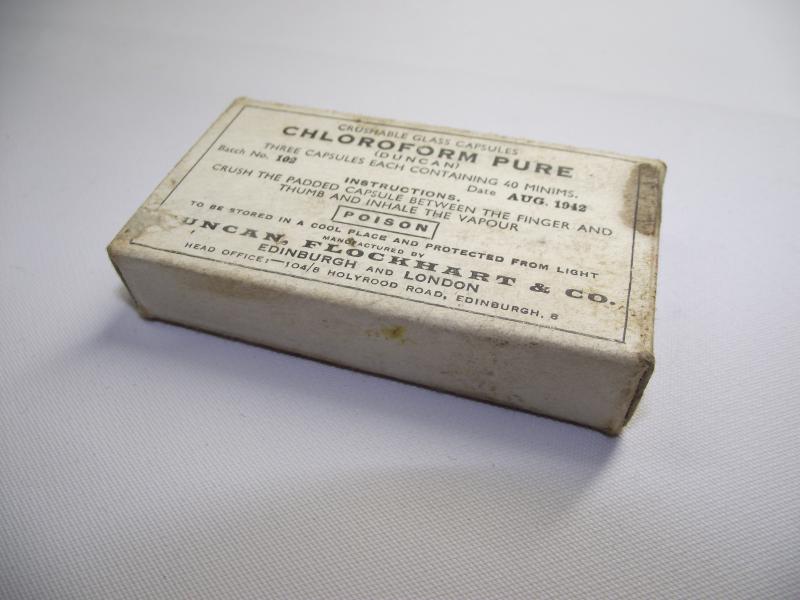 CRUSHABLE GLASS CAPSULES
CHLOROFORM PURE
(DUNCAN)
THREE CAPSULES EACH CONTAINING 40 MINIMS.
Batch No. 102 Date AUG. 1942
INSTRUCTIONS.
CRUSH THE PADDED CAPSULE BETWEEN THE FINGER AND
THUMB AND INHALE THE VAPOUR
POISON
TO BE STORED IN A COOL PLACE AND PROTECTED FROM LIGHT
MANUFACTURED BY
UNCAN, FLOCKHART & CO.
EDINBURGH AND LONDON
HEAD OFFICE:—104/8 HOLYROOD ROAD, EDINBURGH, 8